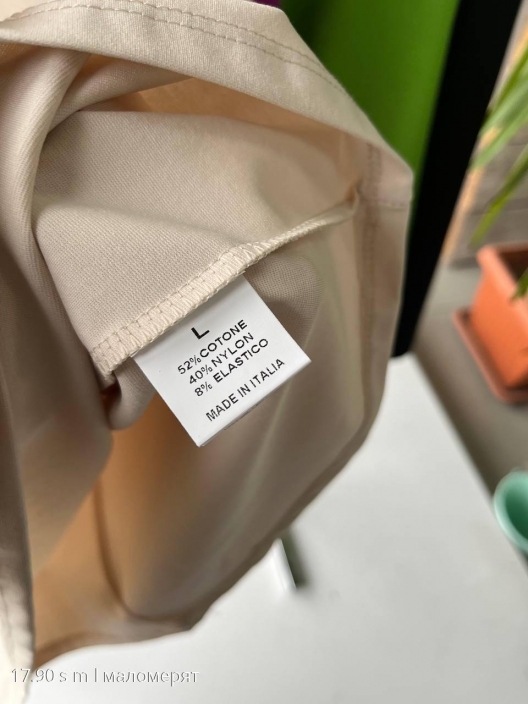 L
52% COTONE
40% NYLON
8% ELASTICO
MADE IN ITALIA
17.90 s m l маломерят